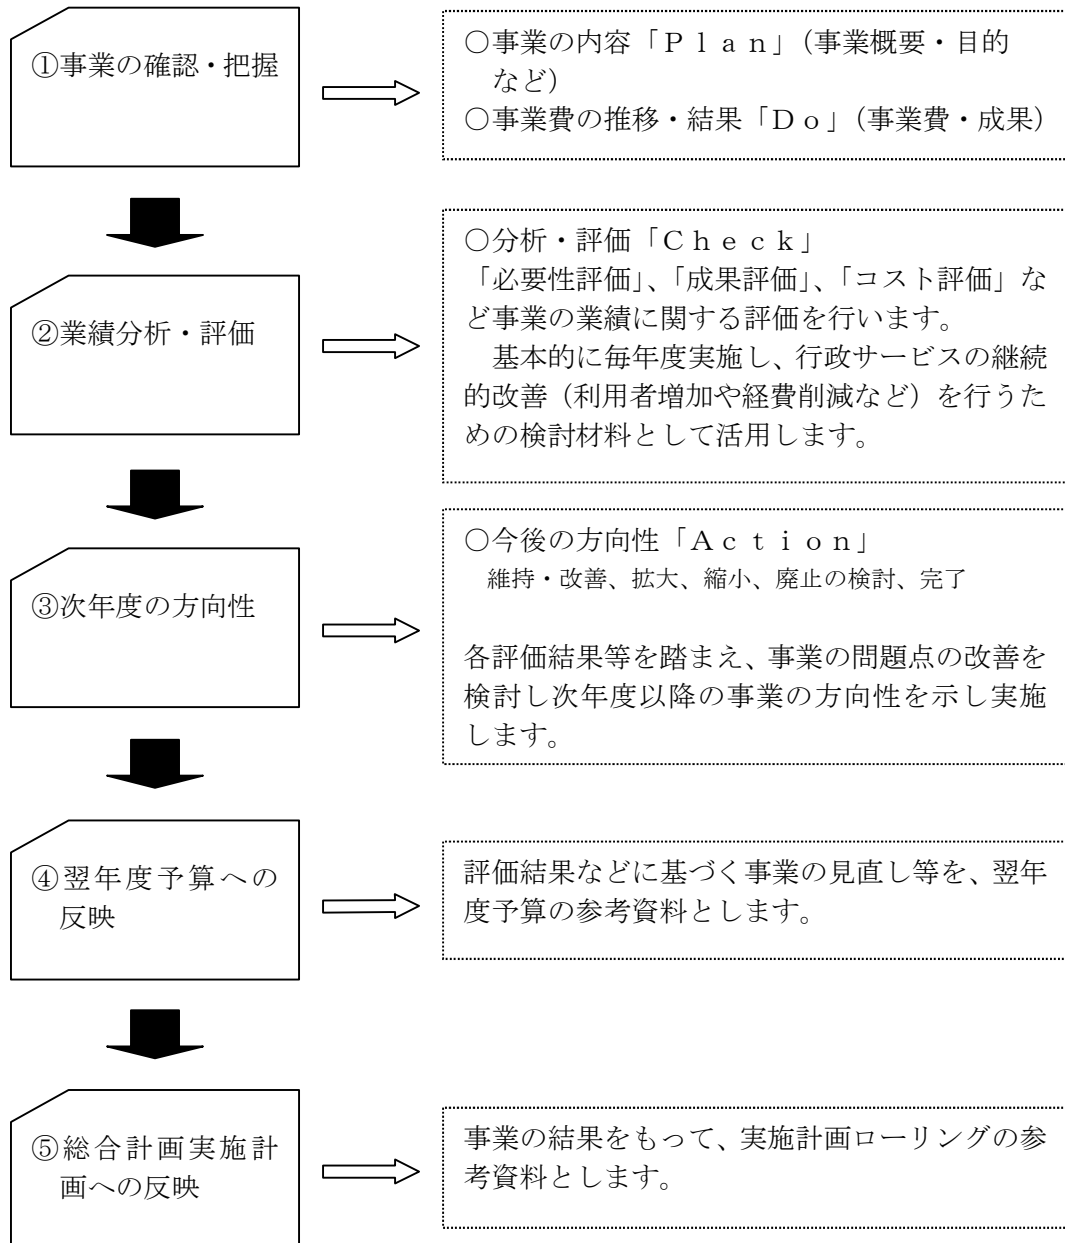 ①事業の確認・把握
○事業の内容「Ｐｌａｎ」（事業概要・目的
など）
○事業費の推移・結果「Ｄｏ」（事業費・成果）
②業績分析・評価
○分析・評価「Ｃｈｅｃｋ」
「必要性評価」、「成果評価」、「コスト評価」な
ど事業の業績に関する評価を行います。
基本的に毎年度実施し、行政サービスの継続
的改善（利用者増加や経費削減など）を行うた
めの検討材料として活用します。
③次年度の方向性
○今後の方向性「Ａｃｔｉｏｎ」
維持・改善、拡大、縮小、廃止の検討、完了
各評価結果等を踏まえ、事業の問題点の改善を
検討し次年度以降の事業の方向性を示し実施
します。
④翌年度予算への
反映
評価結果などに基づく事業の見直し等を、翌年
度予算の参考資料とします。
⑤総合計画実施計
画への反映
事業の結果をもって、実施計画ローリングの参
考資料とします。